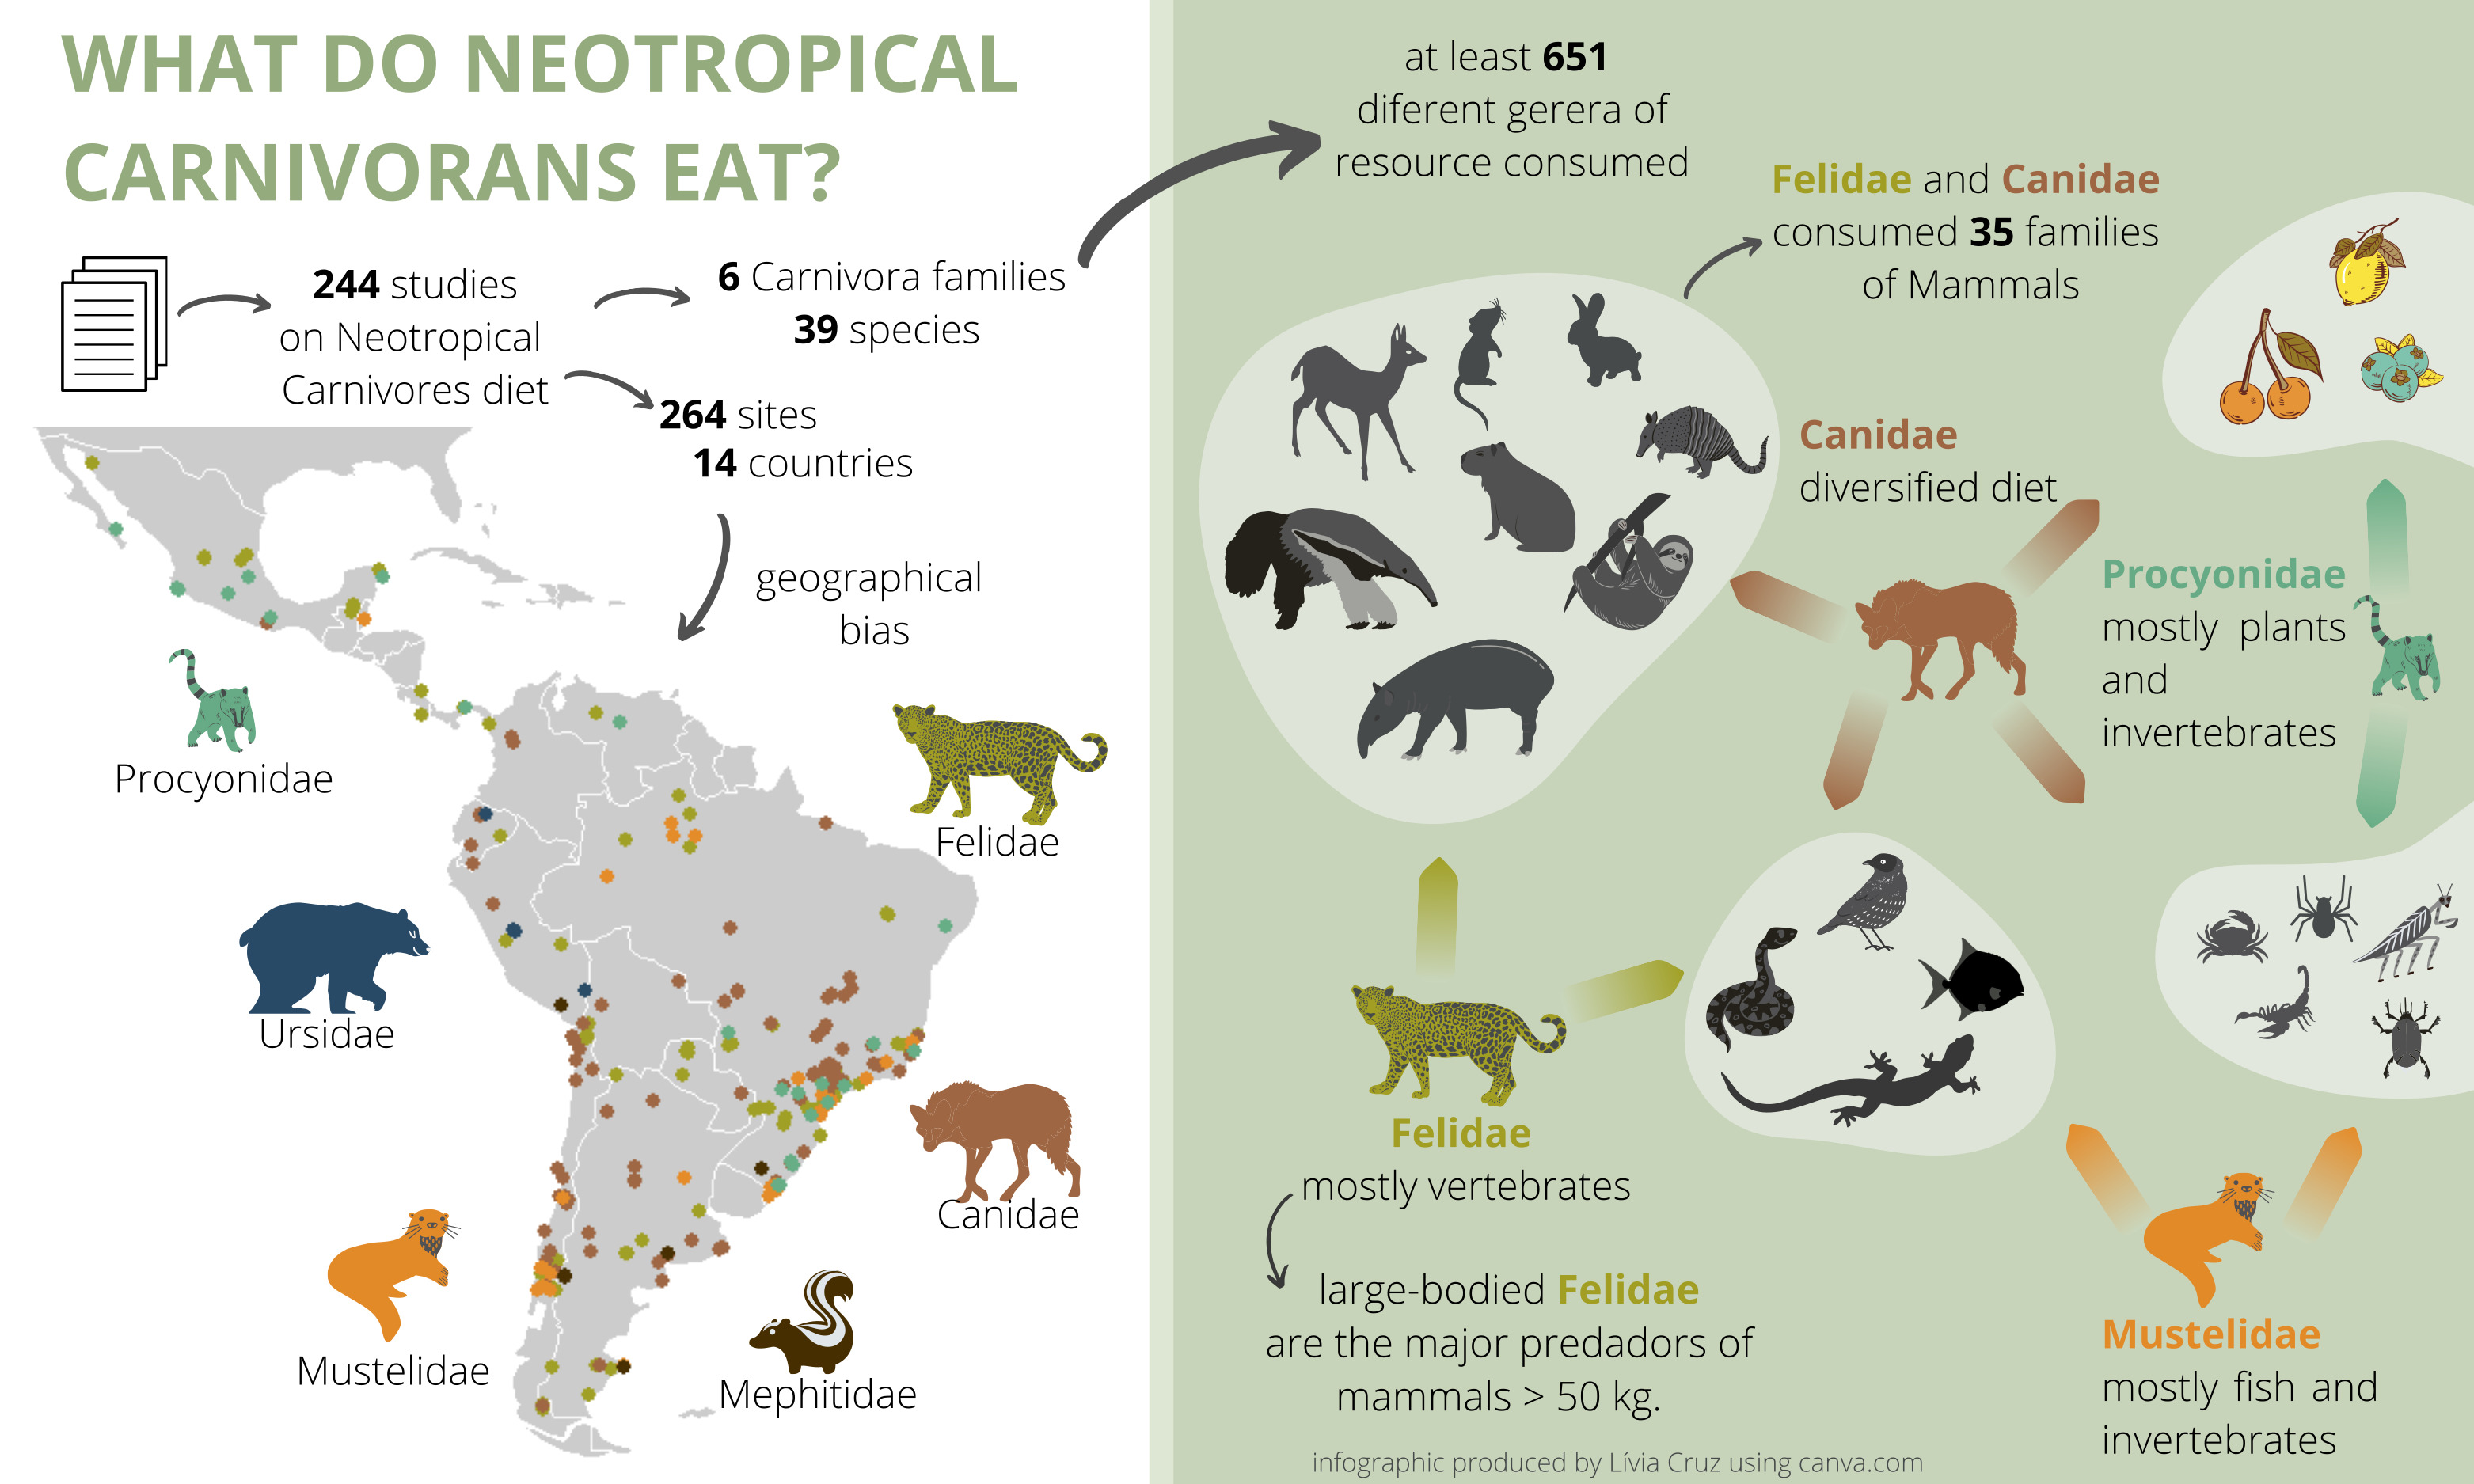 WHAT DO NEOTROPICAL
CARNIVORANS EAT?
244 studies
on Neotropical
Carnivores diet
6 Carnivora families
39 species
264 sites
14 countries
geographical
bias
Procyonidae
Felidae
Ursidae
Canidae
Mustelidae
Mephitidae
at least 651
diferent gerera of
resource consumed
Felidae and Canidae
consumed 35 families
of Mammals
Canidae
diversified diet
Procyonidae
mostly plants
and
invertebrates
Felidae
mostly vertebrates
large-bodied Felidae
are the major predadors of
mammals > 50 kg.
Mustelidae
mostly fish and
invertebrates
infographic produced by Lívia Cruz using canva.com